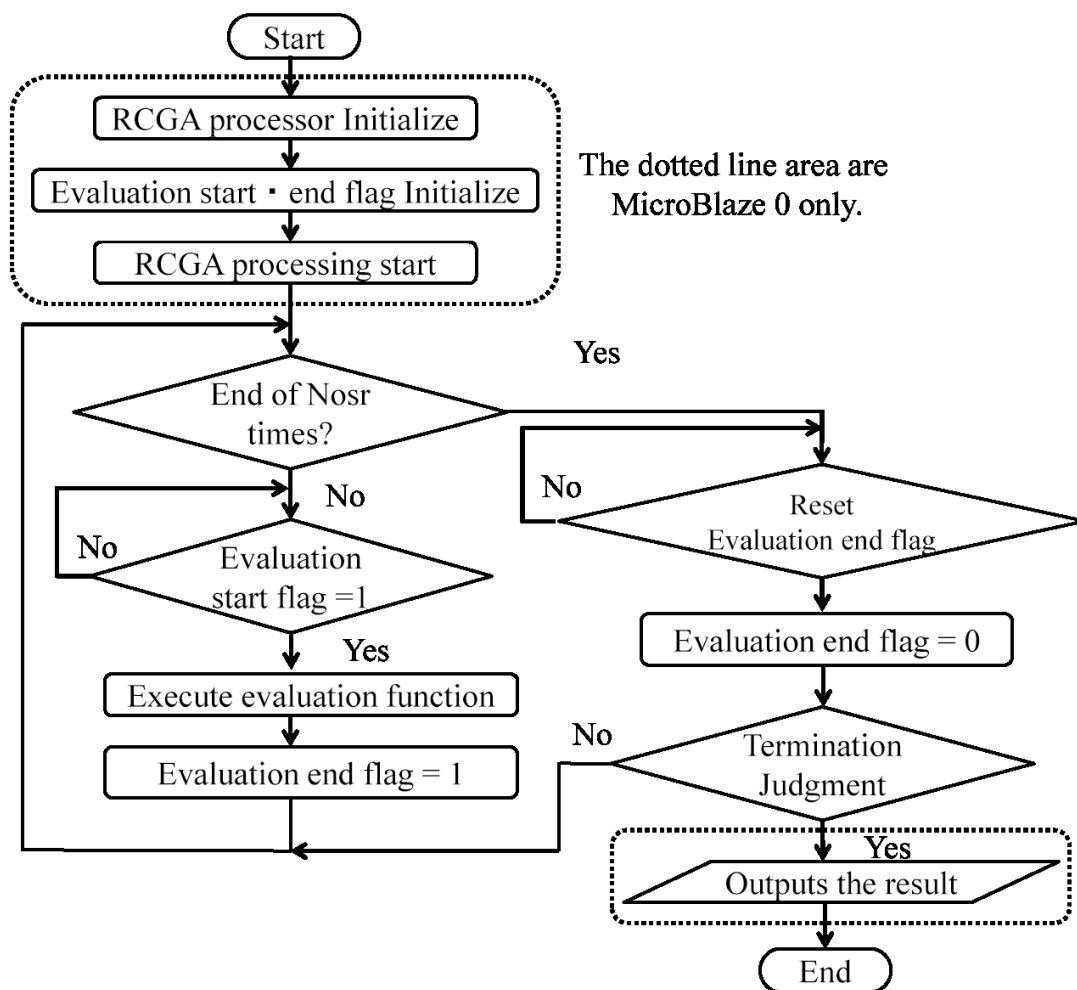 Start
RCGA processor Initialize
Evaluation start・end flag Initialize
RCGA processing start
The dotted line area are
MicroBlaze 0 only.
End of Nosr
times?
Yes
No
No
Evaluation
start flag =1
Yes
Execute evaluation function
Evaluation end flag = 1
No
Reset
Evaluation end flag
Evaluation end flag = 0
No
Termination
Judgment
Yes
Outputs the result
End